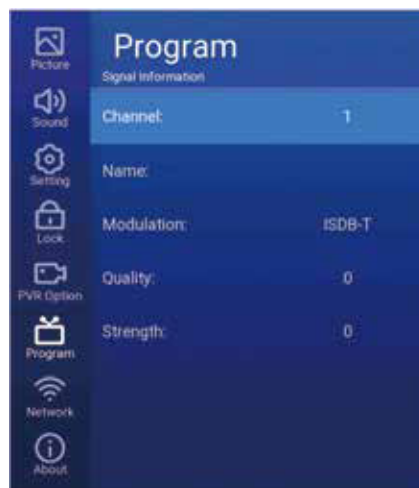 Picture
Sound
Setting
Lock
PVR Option
Program
Network
About
Program
Signal Information
Channel: 1
Name:
Modulation: ISDB-T
Quality: 0
Strength: 0